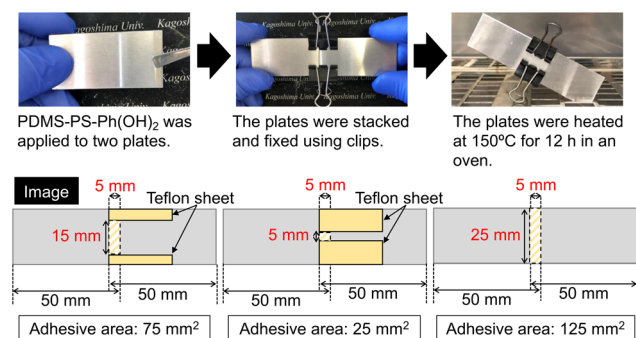 Kagoshima Univ.
Kagoshima Univ.
Kagoshima Univ.
PDMS-PS-Ph(OH)2 was
applied to two plates.
The plates were stacked
and fixed using clips.
The plates were heated
at 150ºC for 12 h in an
oven.
Image
5 mm
Teflon sheet
15 mm
50 mm
50 mm
Adhesive area: 75 mm2
5 mm
Teflon sheet
5 mm
50 mm
50 mm
Adhesive area: 25 mm2
5 mm
25 mm
50 mm
50 mm
Adhesive area: 125 mm2